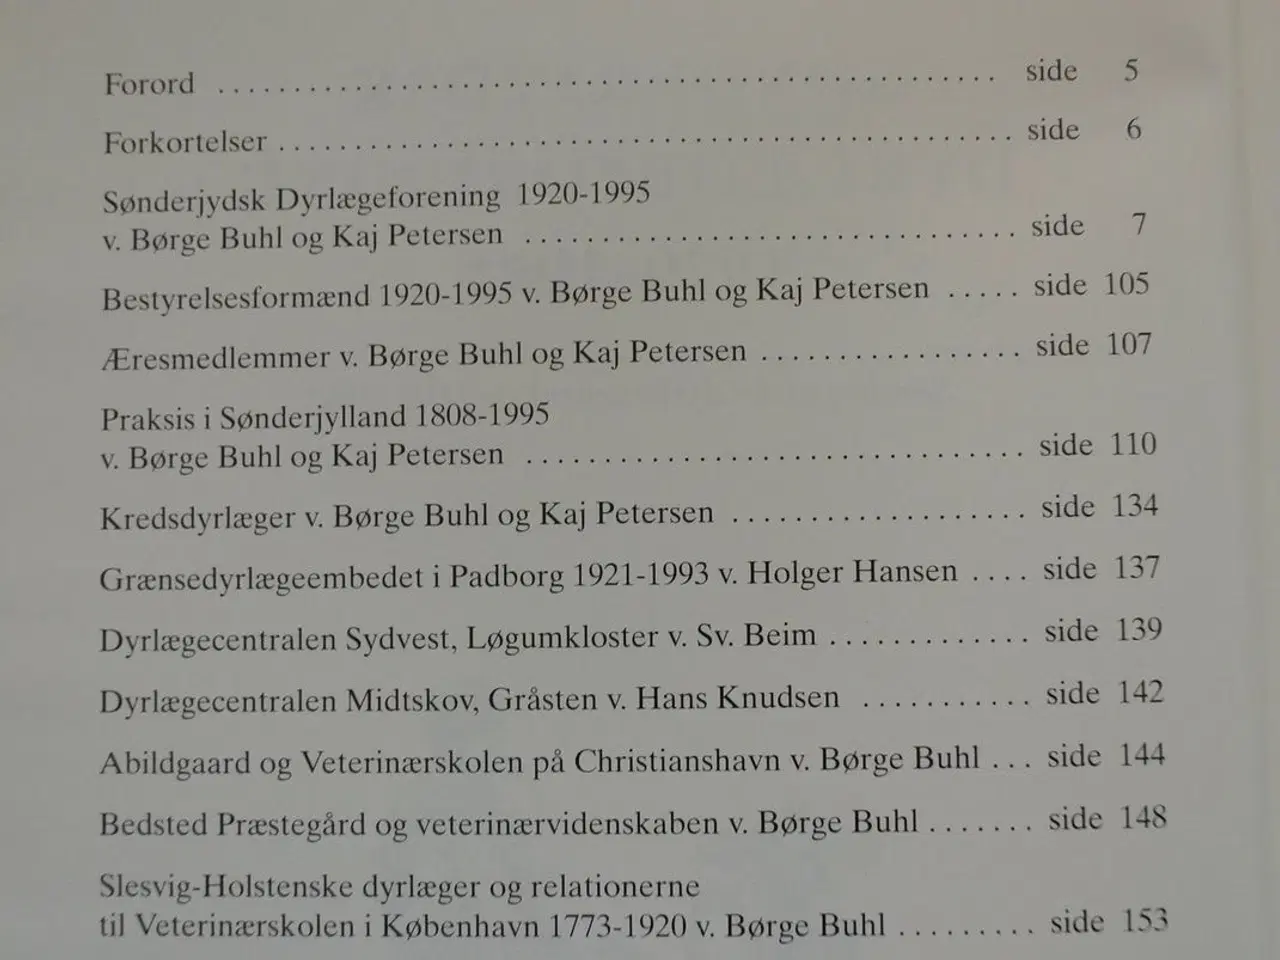 Forord ........................................ side 5
Forkortelser ........................................ side 6
Sønderjydsk Dyrlægeforening 1920-1995
v. Børge Buhl og Kaj Petersen ................................ side 7
Bestyrelsesformænd 1920-1995 v. Børge Buhl og Kaj Petersen ..... side 105
Æresmedlemmer v. Børge Buhl og Kaj Petersen ................. side 107
Praksis i Sønderjylland 1808-1995
v. Børge Buhl og Kaj Petersen ................................ side 110
Kredsdyrlæger v. Børge Buhl og Kaj Petersen ................... side 134
Grænsedyrlægeembedet i Padborg 1921-1993 v. Holger Hansen .... side 137
Dyrlægecentralen Sydvest, Løgumkloster v. Sv. Beim ............. side 139
Dyrlægecentralen Midtskov, Gråsten v. Hans Knudsen ........... side 142
Abildgaard og Veterinærskolen på Christianshavn v. Børge Buhl ... side 144
Bedsted Præstegård og veterinærvidenskaben v. Børge Buhl ....... side 148
Slesvig-Holstenske dyrlæger og relationerne
til Veterinærskolen i København 1773-1920 v. Børge Buhl ......... side 153